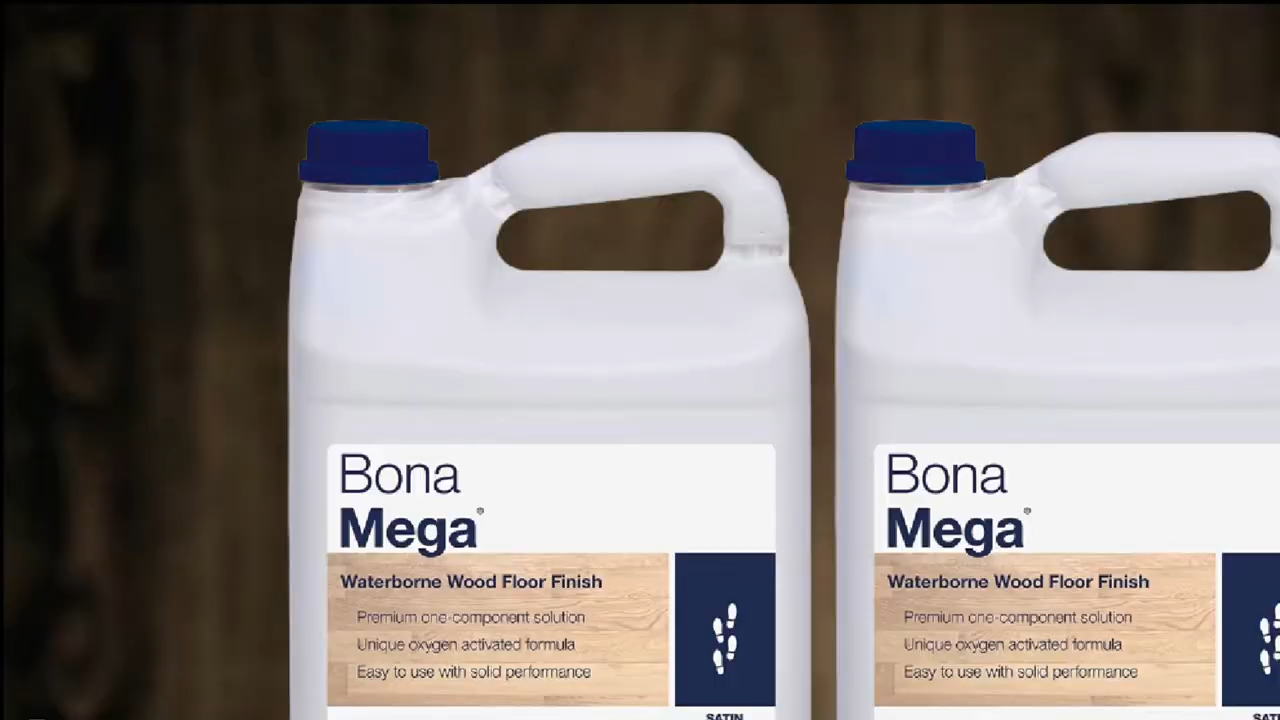 Bona
Mega®
Waterborne Wood Floor Finish
Premium one-component solution
Unique oxygen activated formula
Easy to use with solid performance
SATIN
Bona
Mega®
Waterborne Wood Floor Finish
Premium one-component solution
Unique oxygen activated formula
Easy to use with solid performance